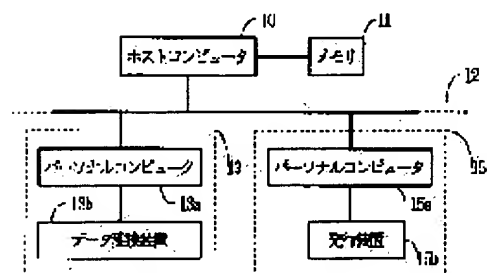 10
11
ホストコンピュータ
メモリ
12
13
15
パーソナルコンピュータ
パーソナルコンピュータ
13b
13a
15a
データ
発行装置
15b